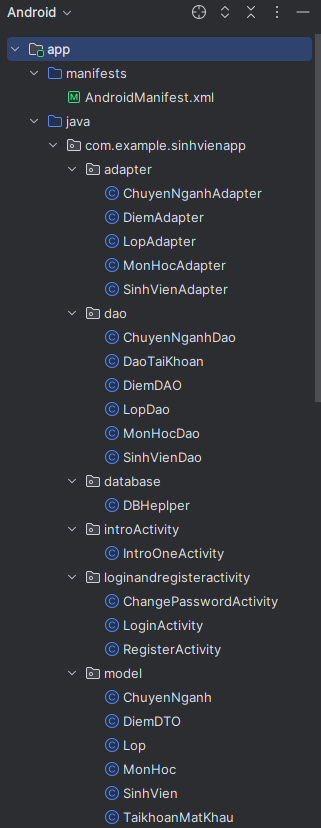 Android
app
manifests
AndroidManifest.xml
java
com.example.sinhvienapp
adapter
ChuyenNganhAdapter
DiemAdapter
LopAdapter
MonHocAdapter
SinhVienAdapter
dao
ChuyenNganhDao
DaoTaiKhoan
DiemDAO
LopDao
MonHocDao
SinhVienDao
database
DBHeplper
introActivity
IntroOneActivity
loginandregisteractivity
ChangePasswordActivity
LoginActivity
RegisterActivity
model
ChuyenNganh
DiemDTO
Lop
MonHoc
SinhVien
TaikhoanMatKhau